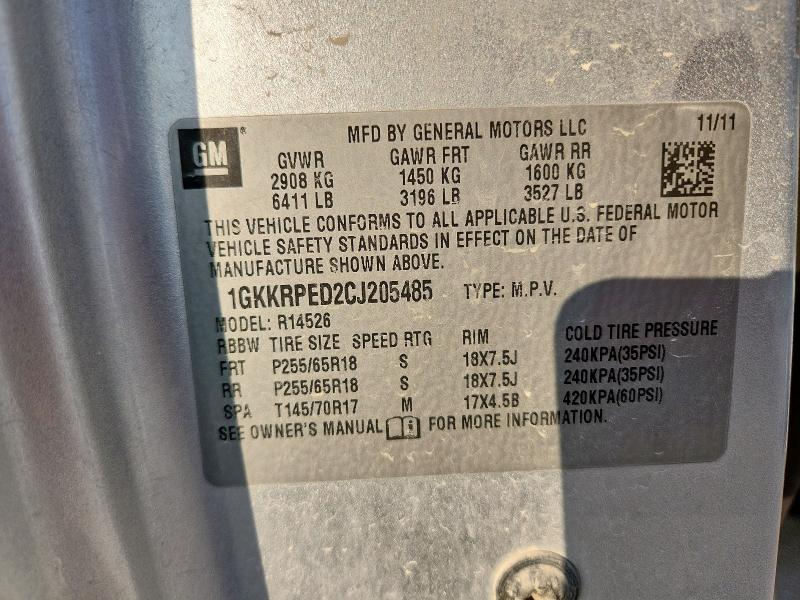 GM®
MFD BY GENERAL MOTORS LLC 11/11
GVWR GAWR FRT GAWR RR
2908 KG 1450 KG 1600 KG
6411 LB 3196 LB 3527 LB
THIS VEHICLE CONFORMS TO ALL APPLICABLE U.S. FEDERAL MOTOR
VEHICLE SAFETY STANDARDS IN EFFECT ON THE DATE OF
MANUFACTURE SHOWN ABOVE.
1GKKRPED2CJ205485 TYPE: M.P.V.
MODEL: R14526
RBBW TIRE SIZE SPEED RTG RIM COLD TIRE PRESSURE
FRT P255/65R18 S 18X7.5J 240KPA(35PSI)
RR P255/65R18 S 18X7.5J 240KPA(35PSI)
SPA T145/70R17 M 17X4.5B 420KPA(60PSI)
SEE OWNER'S MANUAL FOR MORE INFORMATION.